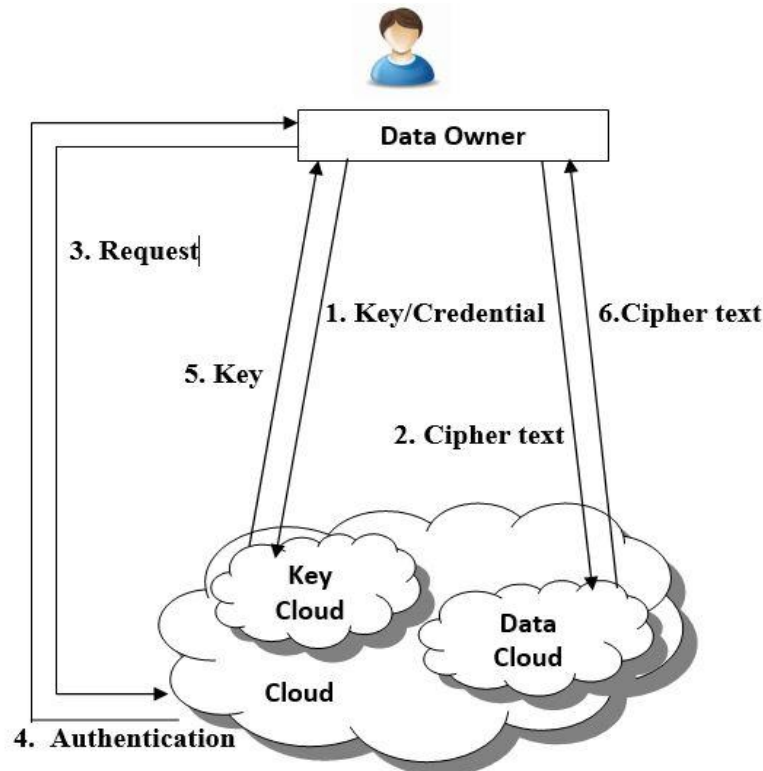 Data Owner
3. Request
1. Key/Credential
6.Cipher text
5. Key
2. Cipher text
Key
Cloud
Data
Cloud
Cloud
4. Authentication